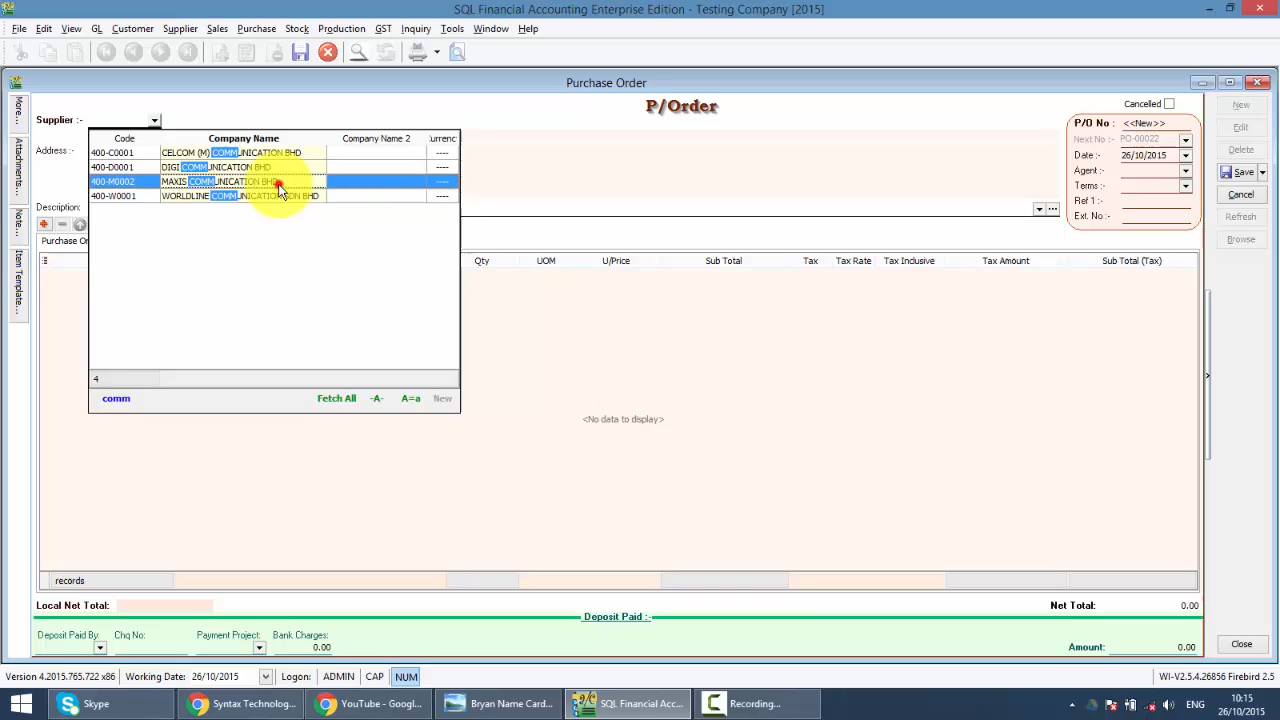 SQL Financial Accounting Enterprise Edition - Testing Company [2015]
File Edit View GL Customer Supplier Sales Purchase Stock Production GST Inquiry Tools Window Help
Purchase Order
P/Order
Cancelled
Supplier :-
P/O No : <<New>>
Next No : PO-00022
Date :- 26/10/2015
Agent :-
Terms :-
Ref 1 :-
Ext. No :-
Address :-
Description:
Code Company Name Company Name 2 Currency
400-C0001 CELCOM (M) COMMUNICATION BHD ----
400-D0001 DIGI COMMUNICATION BHD ----
400-M0002 MAXIS COMMUNICATION BHD ----
400-W0001 WORLDLINE COMMUNICATION SDN BHD ----
4
comm Fetch All -A- A=a New
More...
Attachments...
Note...
Item Template...
New
Edit
Delete
Save
Cancel
Refresh
Browse
Purchase Or
Qty UOM U/Price Sub Total Tax Tax Rate Tax Inclusive Tax Amount Sub Total (Tax)
<No data to display>
records
Local Net Total: Net Total: 0.00
Deposit Paid :-
Deposit Paid By: Chq No: Payment Project: Bank Charges:
0.00 Amount: 0.00
Close
Version 4.2015.765.722 x86 Working Date: 26/10/2015 Logon: ADMIN CAP NUM WI-V2.5.4.26856 Firebird 2.5
Skype Syntax Technolog... YouTube - Googl... Bryan Name Card... SQL Financial Acc... Recording...
10:15
26/10/2015